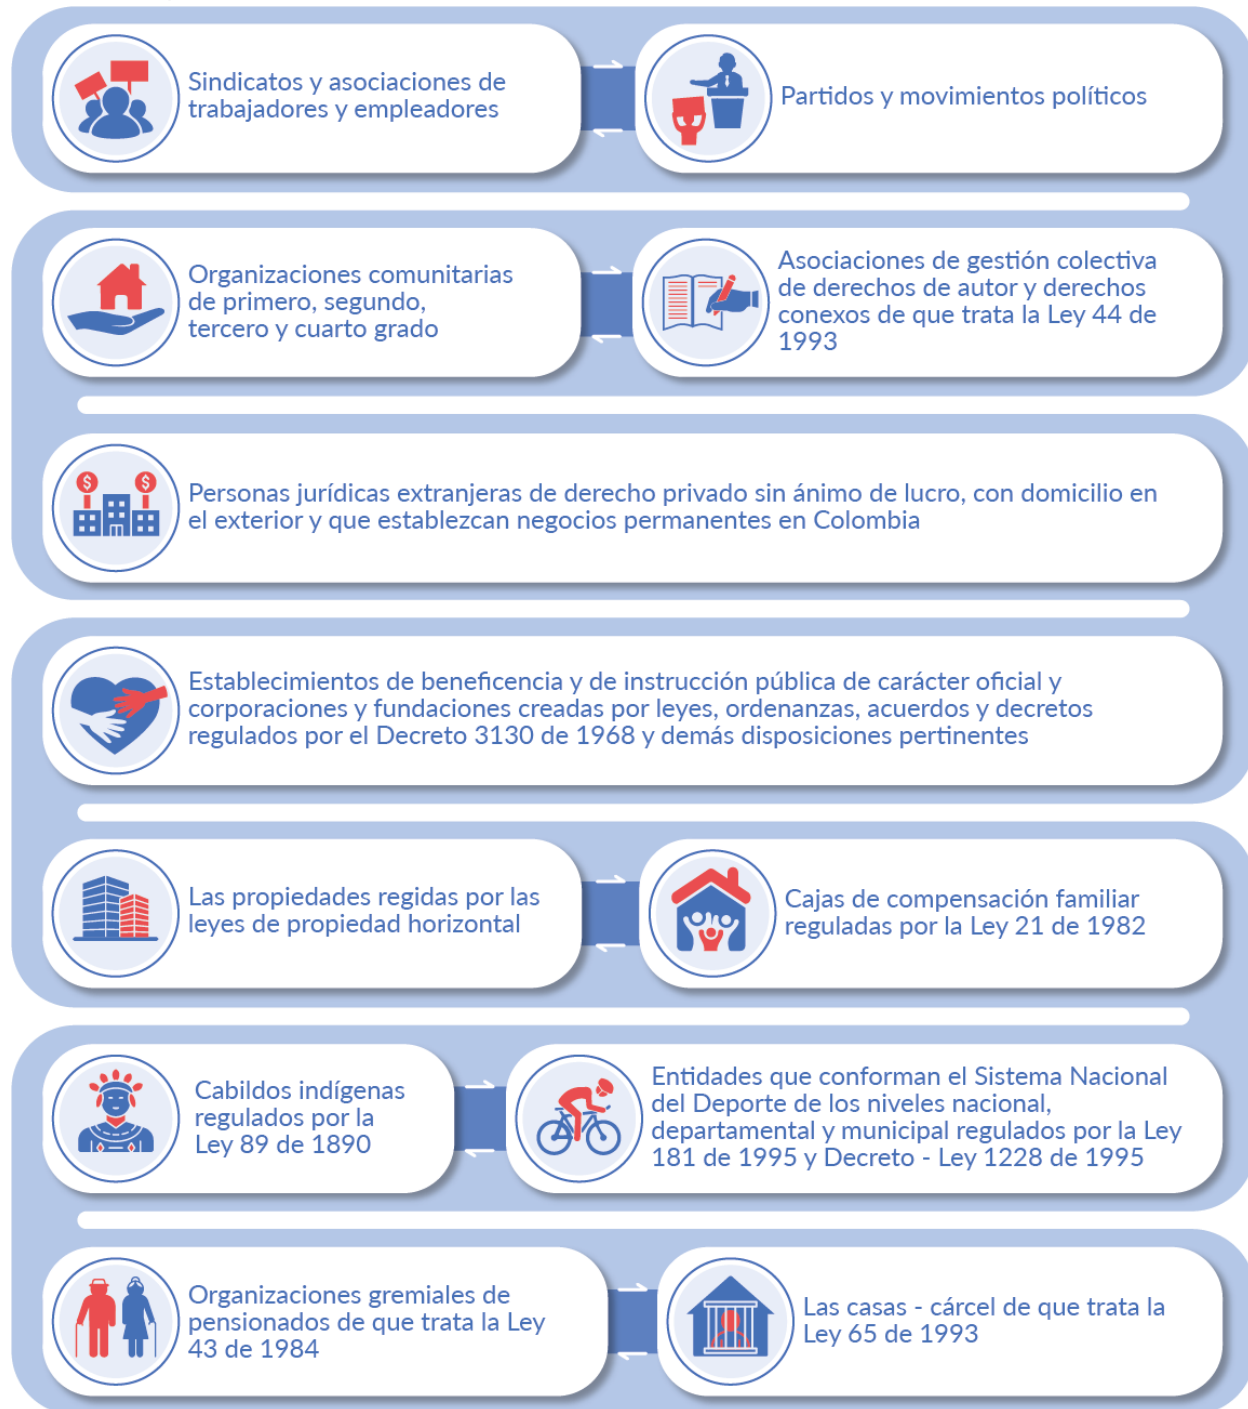 Sindicatos y asociaciones de
trabajadores y empleadores
Partidos y movimientos políticos
Organizaciones comunitarias
de primero, segundo,
tercero y cuarto grado
Asociaciones de gestión colectiva
de derechos de autor y derechos
conexos de que trata la Ley 44 de
1993
Personas jurídicas extranjeras de derecho privado sin ánimo de lucro, con domicilio en
el exterior y que establezcan negocios permanentes en Colombia
Establecimientos de beneficencia y de instrucción pública de carácter oficial y
corporaciones y fundaciones creadas por leyes, ordenanzas, acuerdos y decretos
regulados por el Decreto 3130 de 1968 y demás disposiciones pertinentes
Las propiedades regidas por las
leyes de propiedad horizontal
Cajas de compensación familiar
reguladas por la Ley 21 de 1982
Cabildos indígenas
regulados por la
Ley 89 de 1890
Entidades que conforman el Sistema Nacional
del Deporte de los niveles nacional,
departamental y municipal regulados por la Ley
181 de 1995 y Decreto - Ley 1228 de 1995
Organizaciones gremiales de
pensionados de que trata la Ley
43 de 1984
Las casas - cárcel de que trata la
Ley 65 de 1993